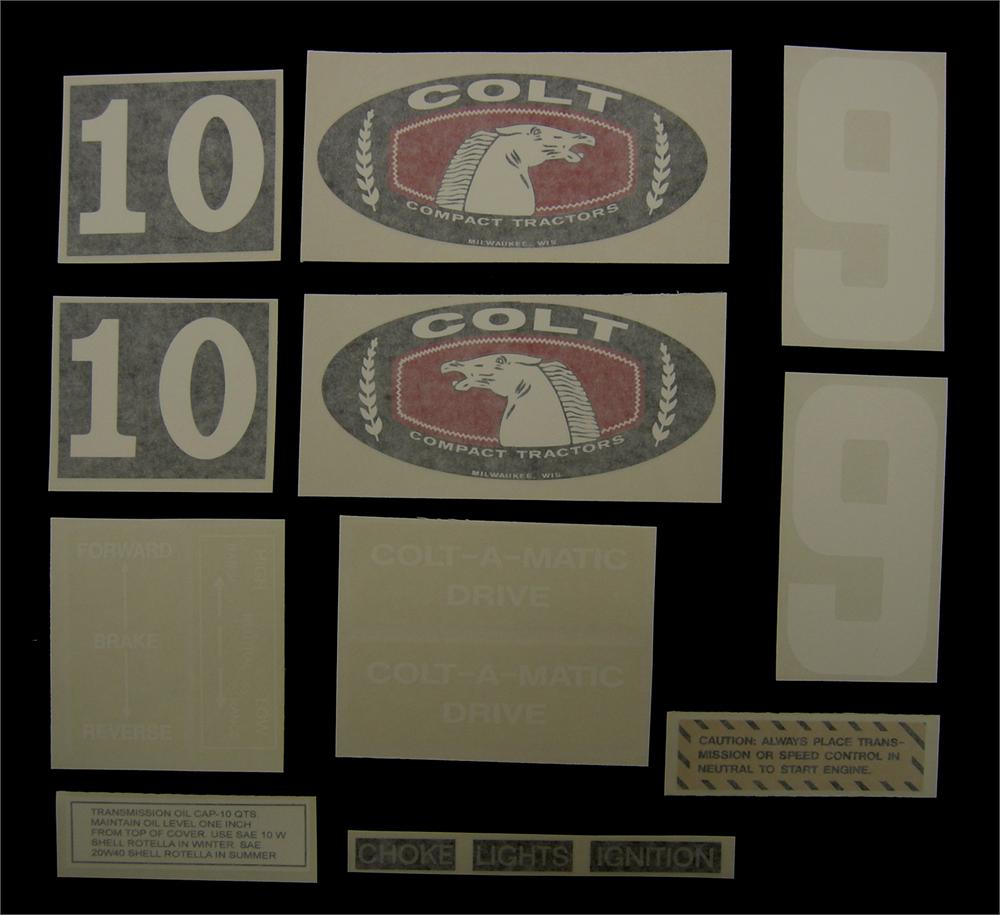 10
COLT
COMPACT TRACTORS
MILWAUKEE, WIS.
9
10
COLT
COMPACT TRACTORS
MILWAUKEE, WIS.
9
FORWARD
BRAKE
REVERSE
HIGH
LOW
COLT-A-MATIC
DRIVE
COLT-A-MATIC
DRIVE
CAUTION: ALWAYS PLACE TRANS-
MISSION OR SPEED CONTROL IN
NEUTRAL TO START ENGINE.
TRANSMISSION OIL CAP-10 QTS.
MAINTAIN OIL LEVEL ONE INCH
FROM TOP OF COVER. USE SAE 10 W
SHELL ROTELLA IN WINTER. SAE
20W40 SHELL ROTELLA IN SUMMER
CHOKE LIGHTS IGNITION